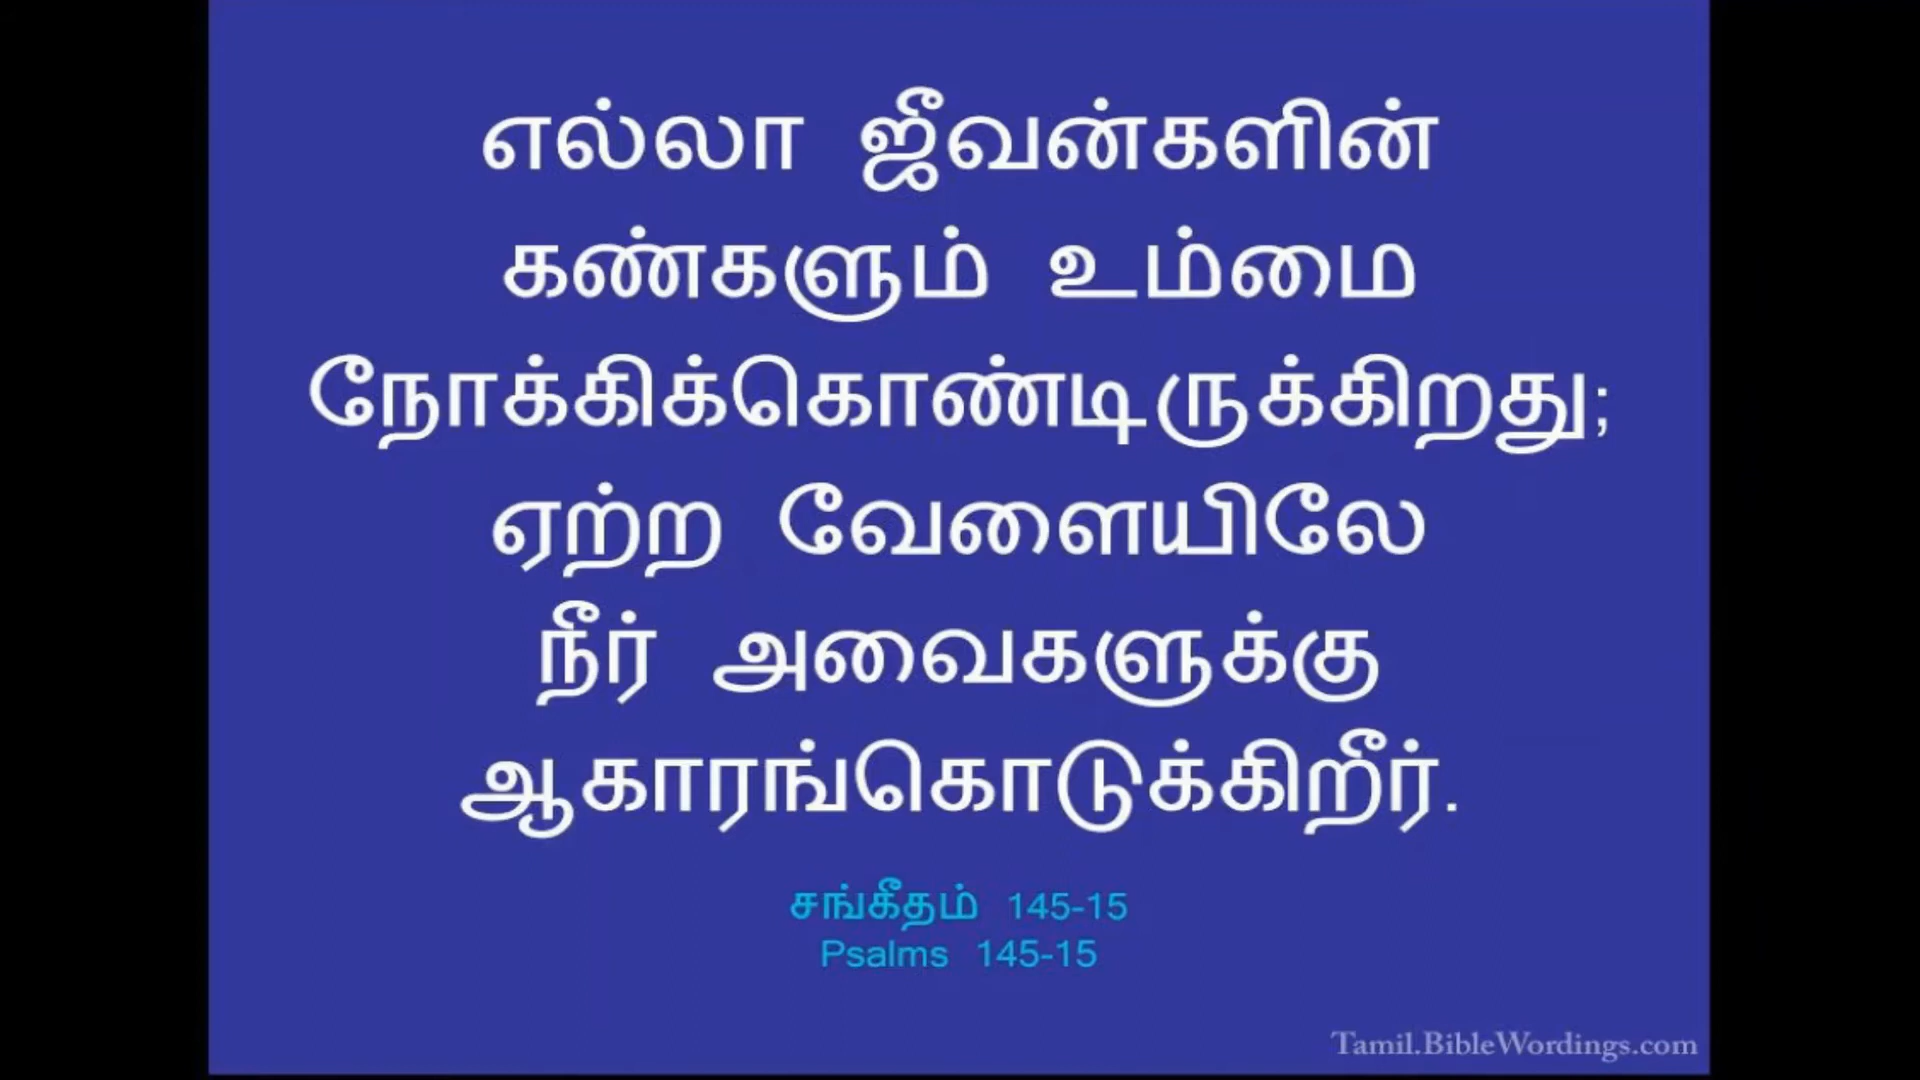 எல்லா ஜீவன்களின்
கண்களும் உம்மை
நோக்கிக்கொண்டிருக்கிறது;
ஏற்ற வேளையிலே
நீர் அவைகளுக்கு
ஆகாரங்கொடுக்கிறீர்.
சங்கீதம் 145-15
Psalms 145-15
Tamil.BibleWordings.com